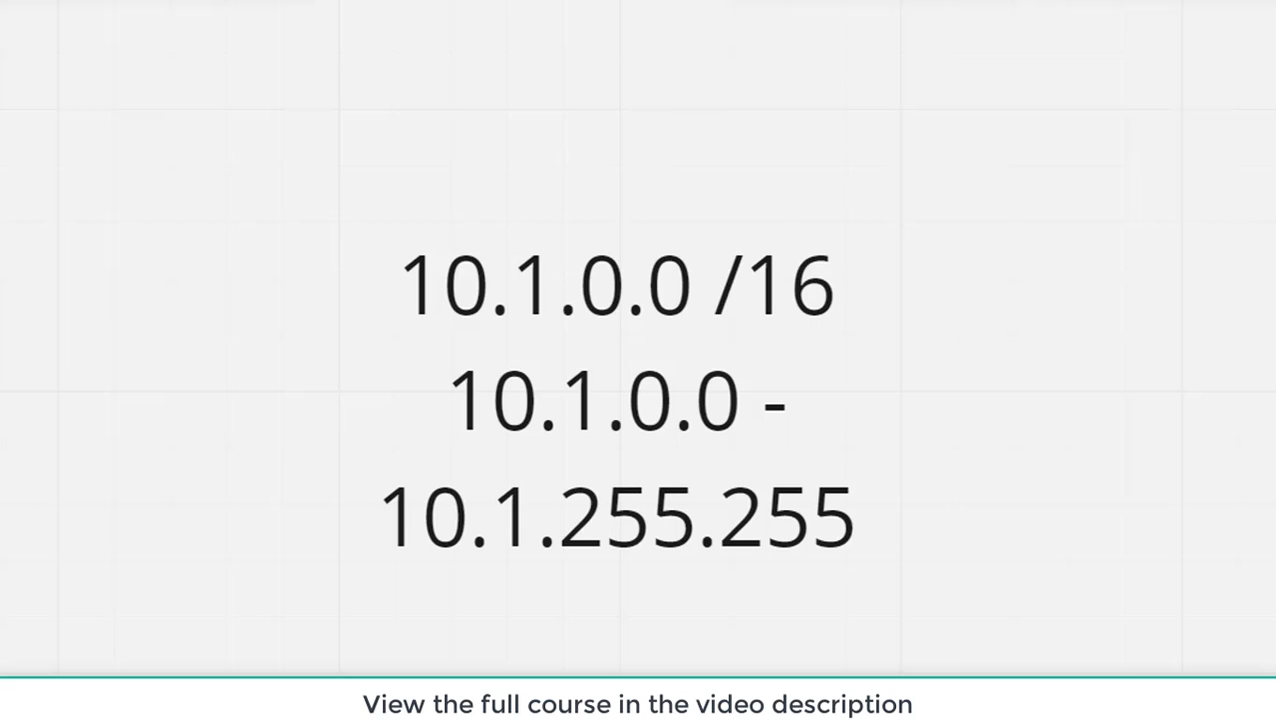 10.1.0.0 /16
10.1.0.0 -
10.1.255.255
View the full course in the video description